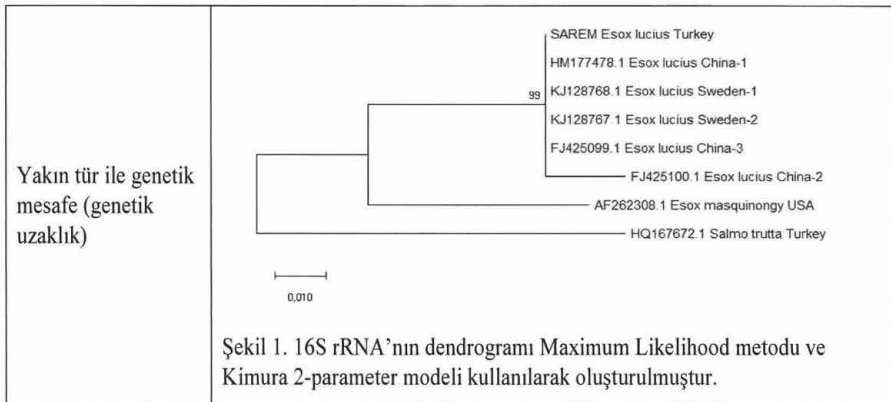 Yakın tür ile genetik
mesafe (genetik
uzaklık)
SAREM Esox lucius Turkey
HM177478.1 Esox lucius China-1
99
KJ128768.1 Esox lucius Sweden-1
KJ128767.1 Esox lucius Sweden-2
FJ425099.1 Esox lucius China-3
FJ425100.1 Esox lucius China-2
AF262308.1 Esox masquinongy USA
HQ167672.1 Salmo trutta Turkey
0,010
Şekil 1. 16S rRNA’nın dendrogramı Maximum Likelihood metodu ve
Kimura 2-parameter modeli kullanılarak oluşturulmuştur.